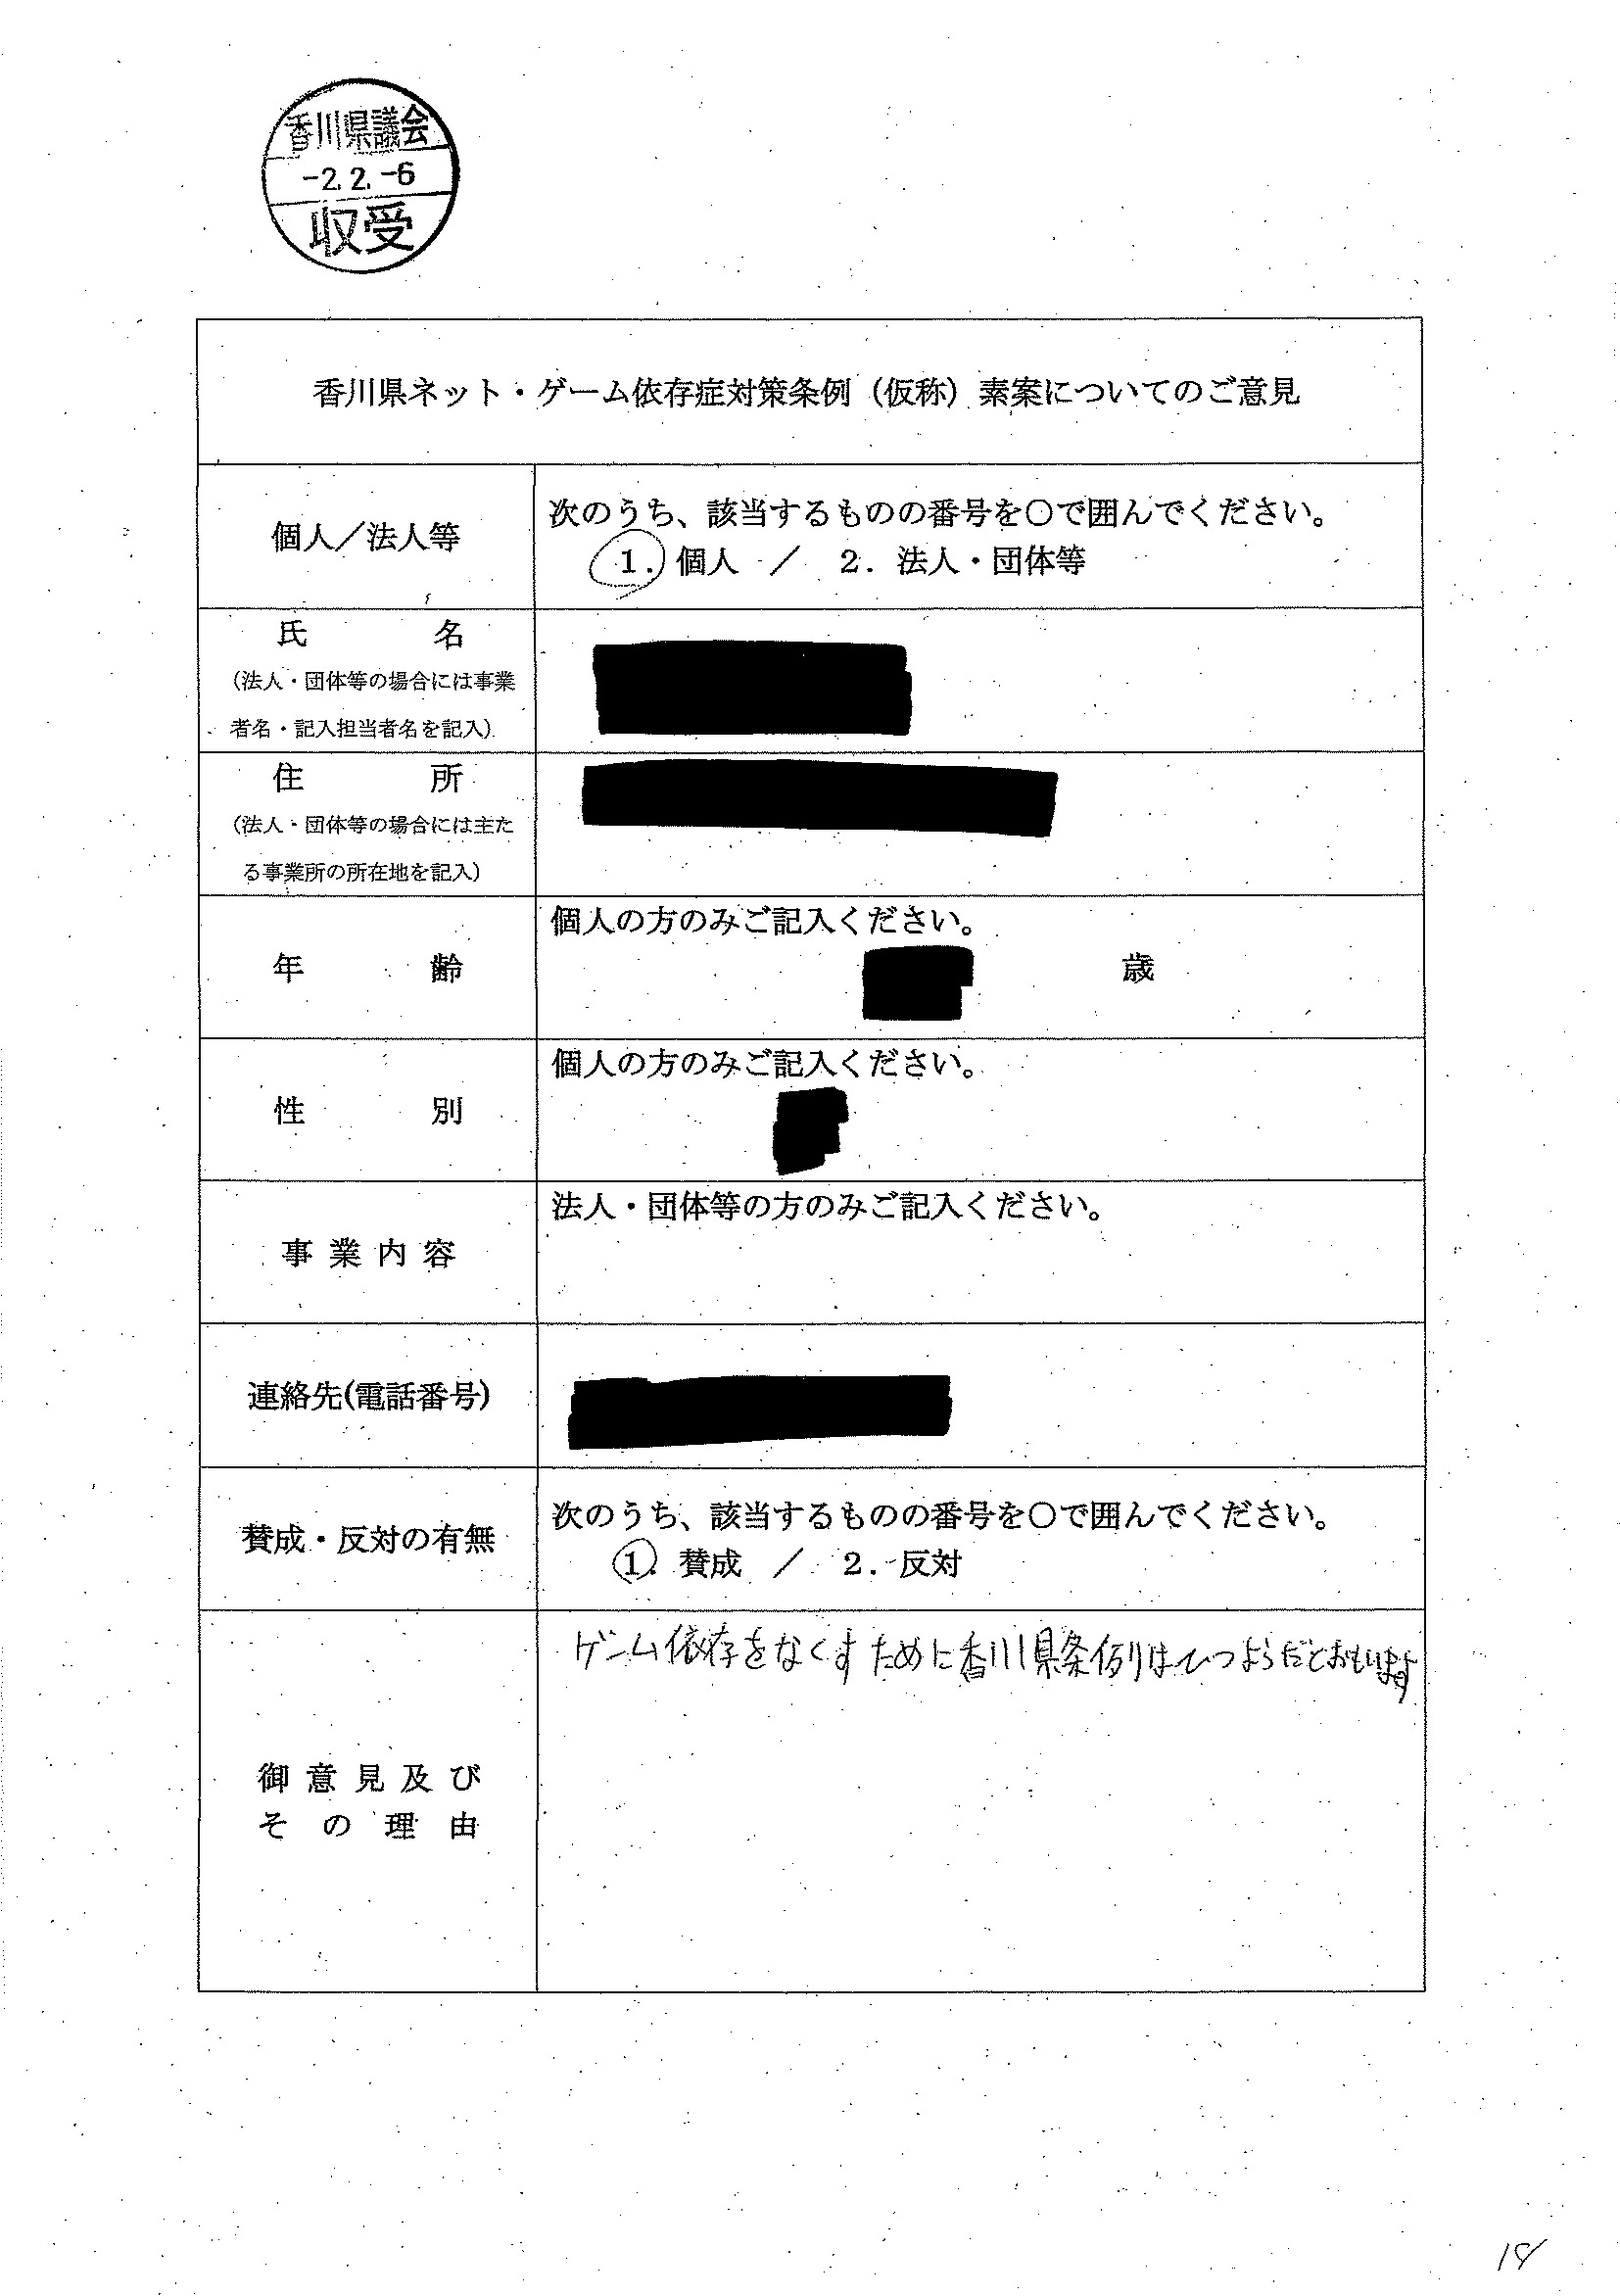 香川県議会
-2.2.-6
収受
香川県ネット・ゲーム依存症対策条例（仮称）素案についてのご意見
個人／法人等
次のうち、該当するものの番号を〇で囲んでください。
1. 個人 ／ 2. 法人・団体等
氏名
（法人・団体等の場合には事業
者名・記入担当者名を記入）
住所
（法人・団体等の場合には主た
る事業所の所在地を記入）
年齢
個人の方のみご記入ください。
歳
性別
個人の方のみご記入ください。
事業内容
法人・団体等の方のみご記入ください。
連絡先(電話番号)
賛成・反対の有無
次のうち、該当するものの番号を〇で囲んでください。
1. 賛成 ／ 2. 反対
御意見及び
その理由
ゲーム依存をなくすために香川県条例はひつようだとおもいます
18